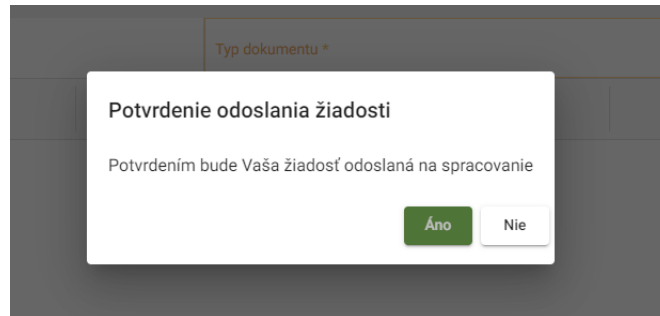 Typ dokumentu *
Potvrdenie odoslania žiadosti
Potvrdením bude Vaša žiadosť odoslaná na spracovanie
Áno
Nie